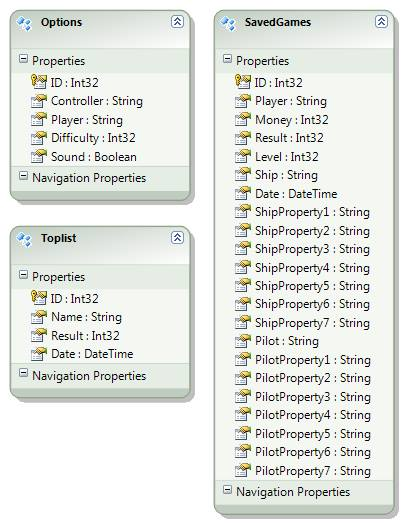 Options
Properties
ID : Int32
Controller : String
Player : String
Difficulty : Int32
Sound : Boolean
Navigation Properties
Toplist
Properties
ID : Int32
Name : String
Result : Int32
Date : DateTime
Navigation Properties
SavedGames
Properties
ID : Int32
Player : String
Money : Int32
Result : Int32
Level : Int32
Ship : String
Date : DateTime
ShipProperty1 : String
ShipProperty2 : String
ShipProperty3 : String
ShipProperty4 : String
ShipProperty5 : String
ShipProperty6 : String
ShipProperty7 : String
Pilot : String
PilotProperty1 : String
PilotProperty2 : String
PilotProperty3 : String
PilotProperty4 : String
PilotProperty5 : String
PilotProperty6 : String
PilotProperty7 : String
Navigation Properties